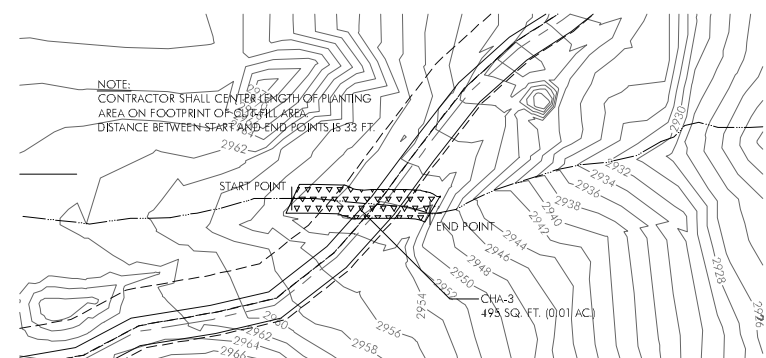 NOTE:
CONTRACTOR SHALL CENTER LENGTH OF PLANTING
AREA ON FOOTPRINT OF CUT-FILL AREA.
DISTANCE BETWEEN START AND END POINTS IS 33 FT.
2962
2930
2932
2934
2936
START POINT
2938
2940
2942
END POINT
2944
2946
2948
2950
2952
2954
2928
CHA-3
495 SQ. FT. (0.01 AC.)
2926
2960
2962
2964
2966
2956
2958